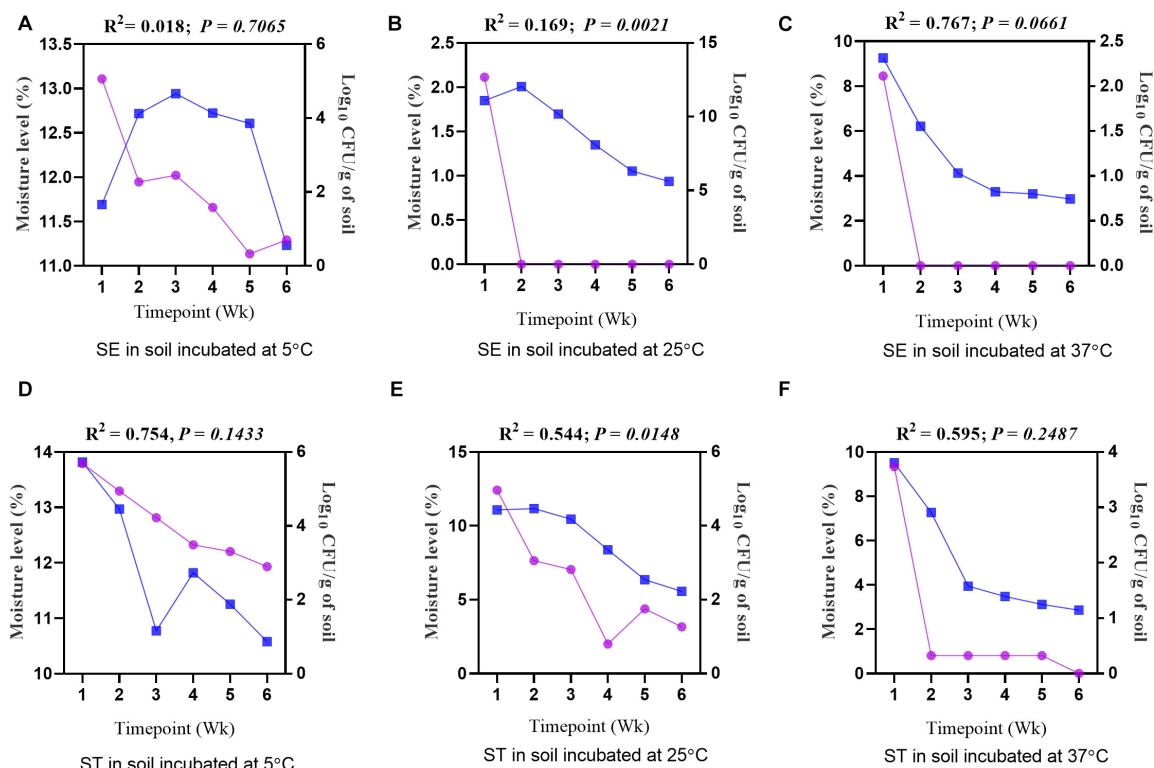 A
R²= 0.018; P = 0.7065
Moisture level (%)
13.5
13.0
12.5
12.0
11.5
11.0
6
4
2
0
Log₁₀ CFU/g of soil
1 2 3 4 5 6
Timepoint (Wk)
SE in soil incubated at 5°C
B
R² = 0.169; P = 0.0021
Moisture level (%)
2.5
2.0
1.5
1.0
0.5
0.0
15
10
5
0
Log₁₀ CFU/g of soil
1 2 3 4 5 6
Timepoint (Wk)
SE in soil incubated at 25°C
C
R² = 0.767; P = 0.0661
Moisture level (%)
10
8
6
4
2
0
2.5
2.0
1.5
1.0
0.5
0.0
Log₁₀ CFU/g of soil
1 2 3 4 5 6
Timepoint (Wk)
SE in soil incubated at 37°C
D
R² = 0.754, P = 0.1433
Moisture level (%)
14
13
12
11
10
6
4
2
0
Log₁₀ CFU/g of soil
1 2 3 4 5 6
Timepoint (Wk)
ST in soil incubated at 5°C
E
R² = 0.544; P = 0.0148
Moisture level (%)
15
10
5
0
6
4
2
0
Log₁₀ CFU/g of soil
1 2 3 4 5 6
Timepoint (Wk)
ST in soil incubated at 25°C
F
R² = 0.595; P = 0.2487
Moisture level (%)
10
8
6
4
2
0
4
3
2
1
0
Log₁₀ CFU/g of soil
1 2 3 4 5 6
Timepoint (Wk)
ST in soil incubated at 37°C